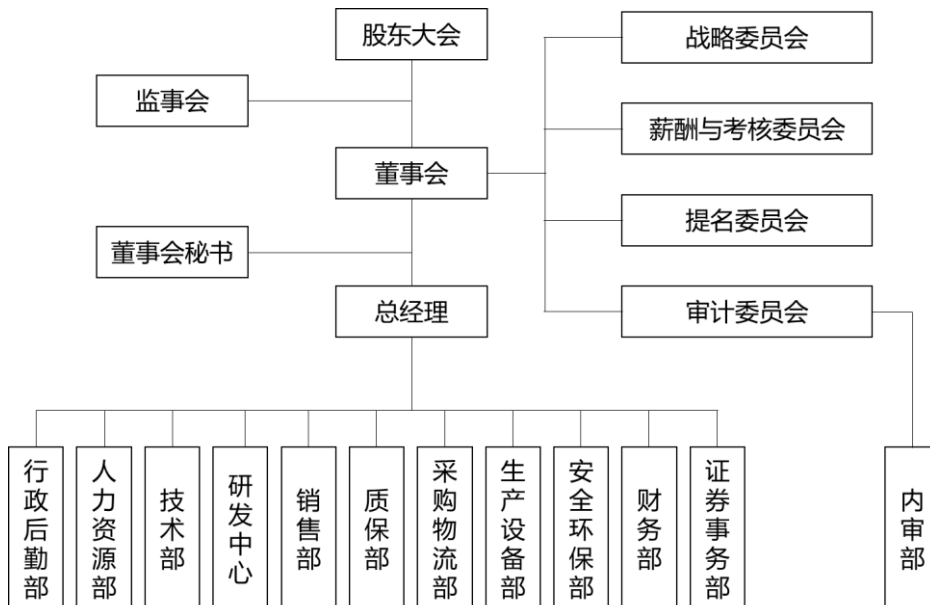 股东大会
战略委员会
监事会
薪酬与考核委员会
董事会
提名委员会
董事会秘书
总经理
审计委员会
行政后勤部
人力资源部
技术部
研发中心
销售部
质保部
采购物流部
生产设备部
安全环保部
财务部
证券事务部
内审部